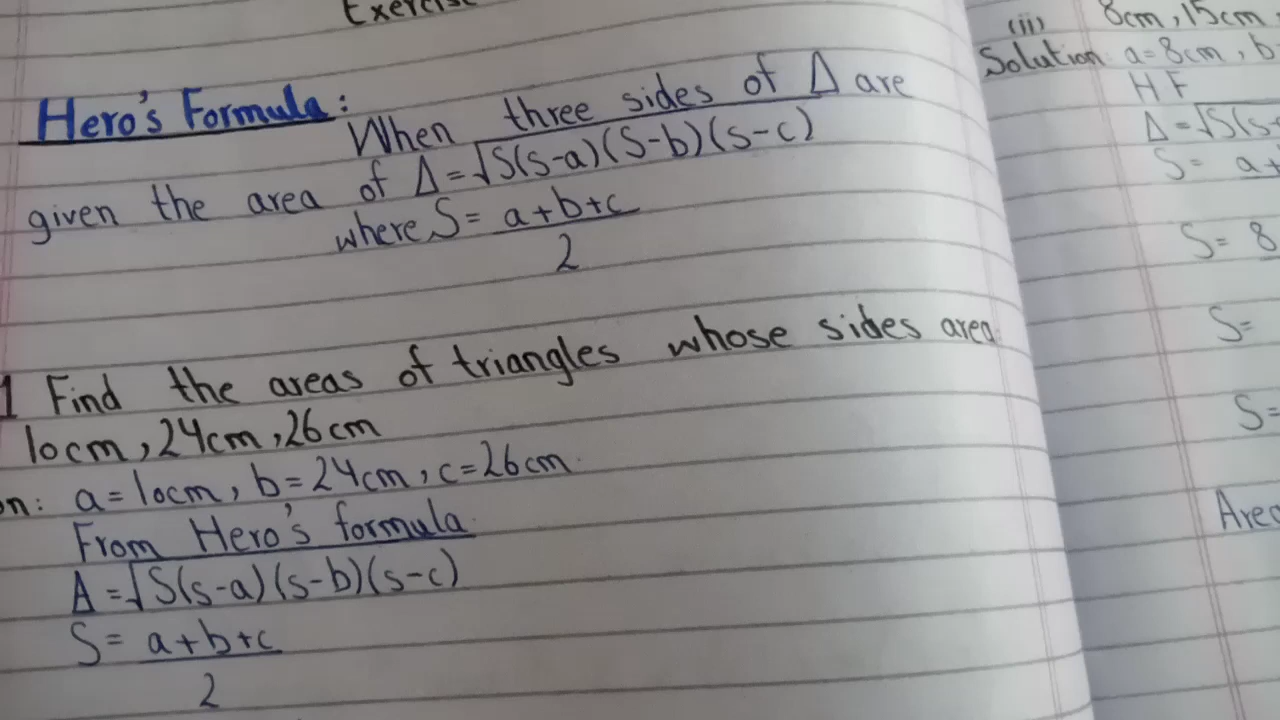 Exercise
Hero's Formula:
When three sides of Δ are
given the area of Δ=√S(s-a)(S-b)(s-c)
where S= a+b+c
2
1 Find the areas of triangles whose sides area
10cm, 24cm, 26cm
on: a=10cm, b=24cm, c=26cm.
From Hero's formula
Δ=√S(s-a)(s-b)(s-c)
S= a+b+c
2
(ii) 8cm, 15cm
Solution: a=8cm, b=
H F
Δ=√S(s-
S= a+
S= 8
S=
S=
Area